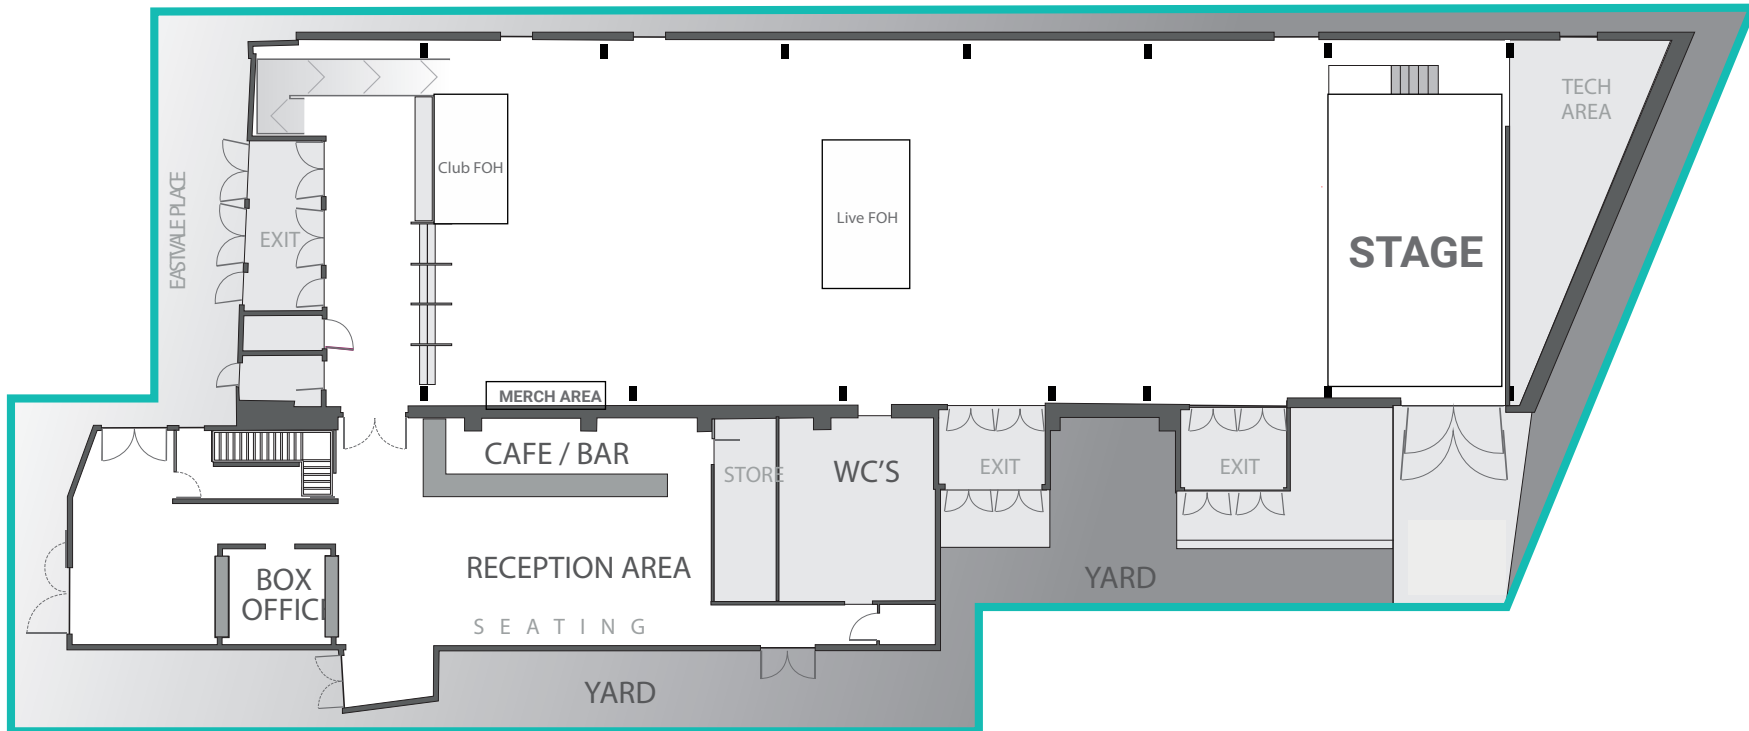 TECH
AREA
Club FOH
EASTVALE PLACE
Live FOH
EXIT
STAGE
MERCH AREA
CAFE / BAR
STORE
WC'S
EXIT
EXIT
BOX
OFFICE
RECEPTION AREA
YARD
SEATING
YARD